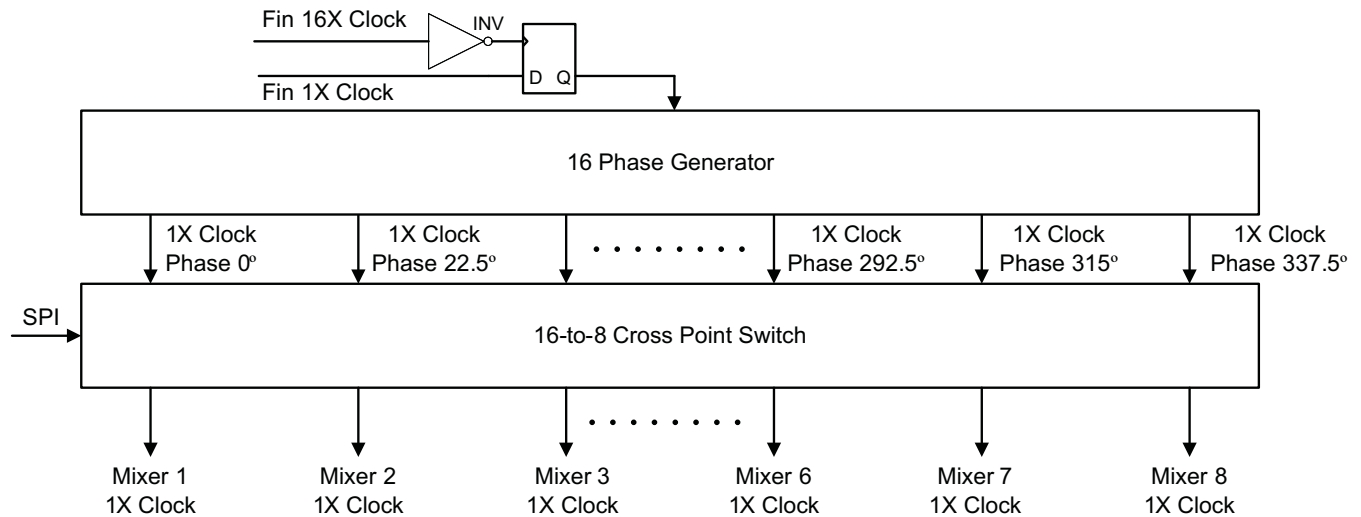 Fin 16X Clock
INV
D Q
Fin 1X Clock
16 Phase Generator
1X Clock
Phase 0º
1X Clock
Phase 22.5º
1X Clock
Phase 292.5º
1X Clock
Phase 315º
1X Clock
Phase 337.5º
SPI
16-to-8 Cross Point Switch
Mixer 1
1X Clock
Mixer 2
1X Clock
Mixer 3
1X Clock
Mixer 6
1X Clock
Mixer 7
1X Clock
Mixer 8
1X Clock